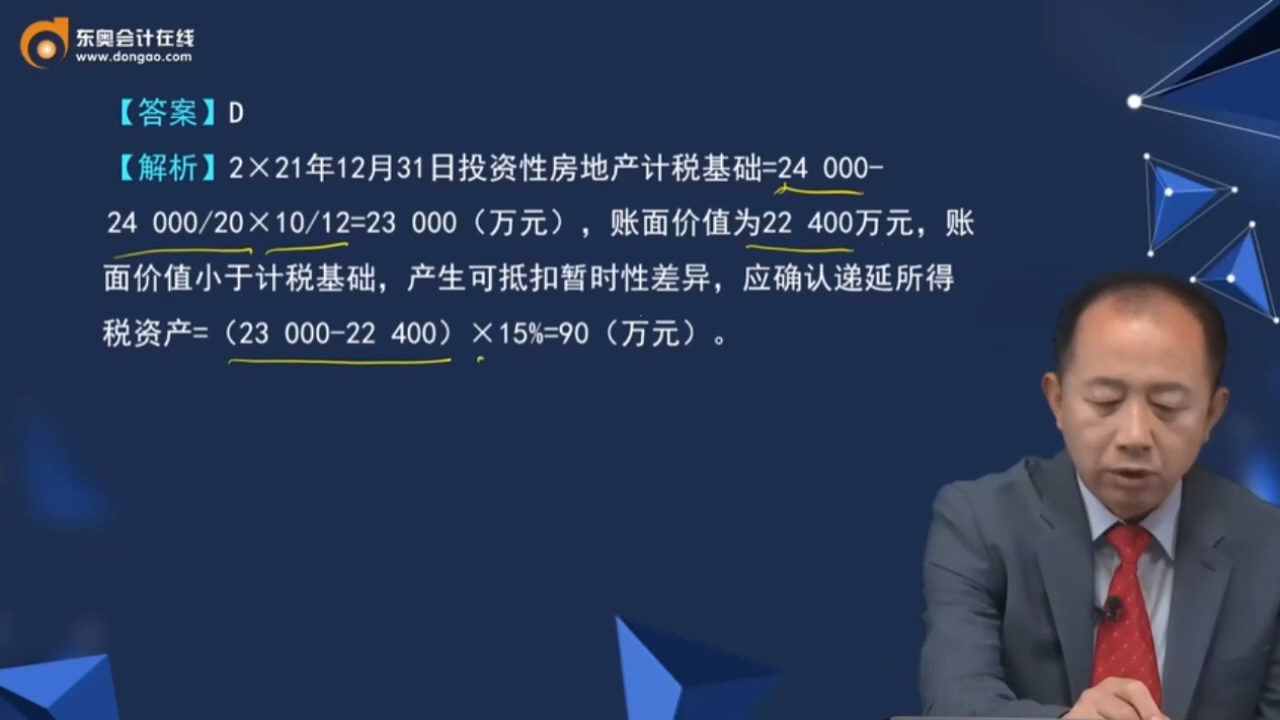 东奥会计在线
www.dongao.com
【答案】D
【解析】2×21年12月31日投资性房地产计税基础=24 000-
24 000/20×10/12=23 000（万元），账面价值为22 400万元，账
面价值小于计税基础，产生可抵扣暂时性差异，应确认递延所得
税资产=（23 000-22 400）×15%=90（万元）。